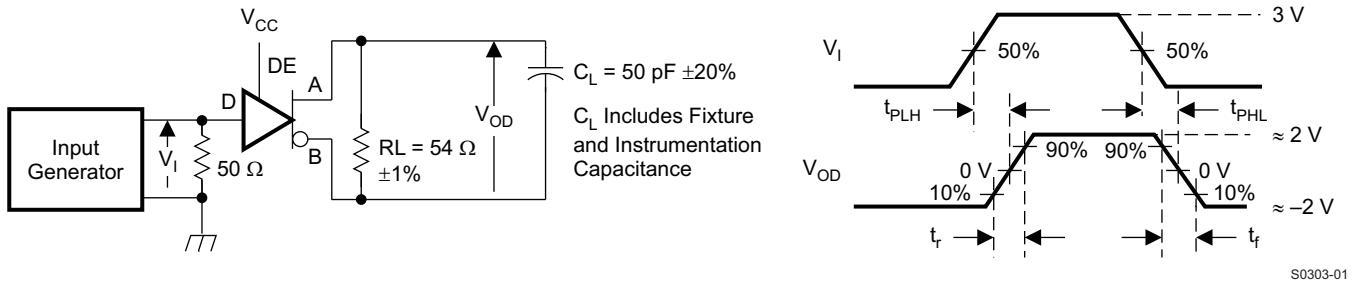 V_CC
DE
D
A
B
Input
Generator
V_I
50 Ω
RL = 54 Ω
±1%
V_OD
C_L = 50 pF ±20%
C_L Includes Fixture
and Instrumentation
Capacitance
V_I
50%
50%
3 V
t_PLH
t_PHL
V_OD
≈ 2 V
90%
90%
0 V
0 V
10%
10%
≈ –2 V
t_r
t_f
S0303-01